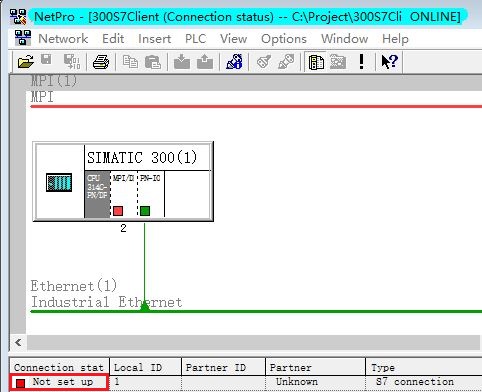 NetPro - [300S7Client (Connection status) -- C:\Project\300S7Cli ONLINE]
Network Edit Insert PLC View Options Window Help
MPI(1)
MPI
SIMATIC 300(1)
CPU
314C-
PN/DP
MPI/D
PN-IO
2
Ethernet(1)
Industrial Ethernet
Connection stat Local ID Partner ID Partner Type
Not set up 1 Unknown S7 connection